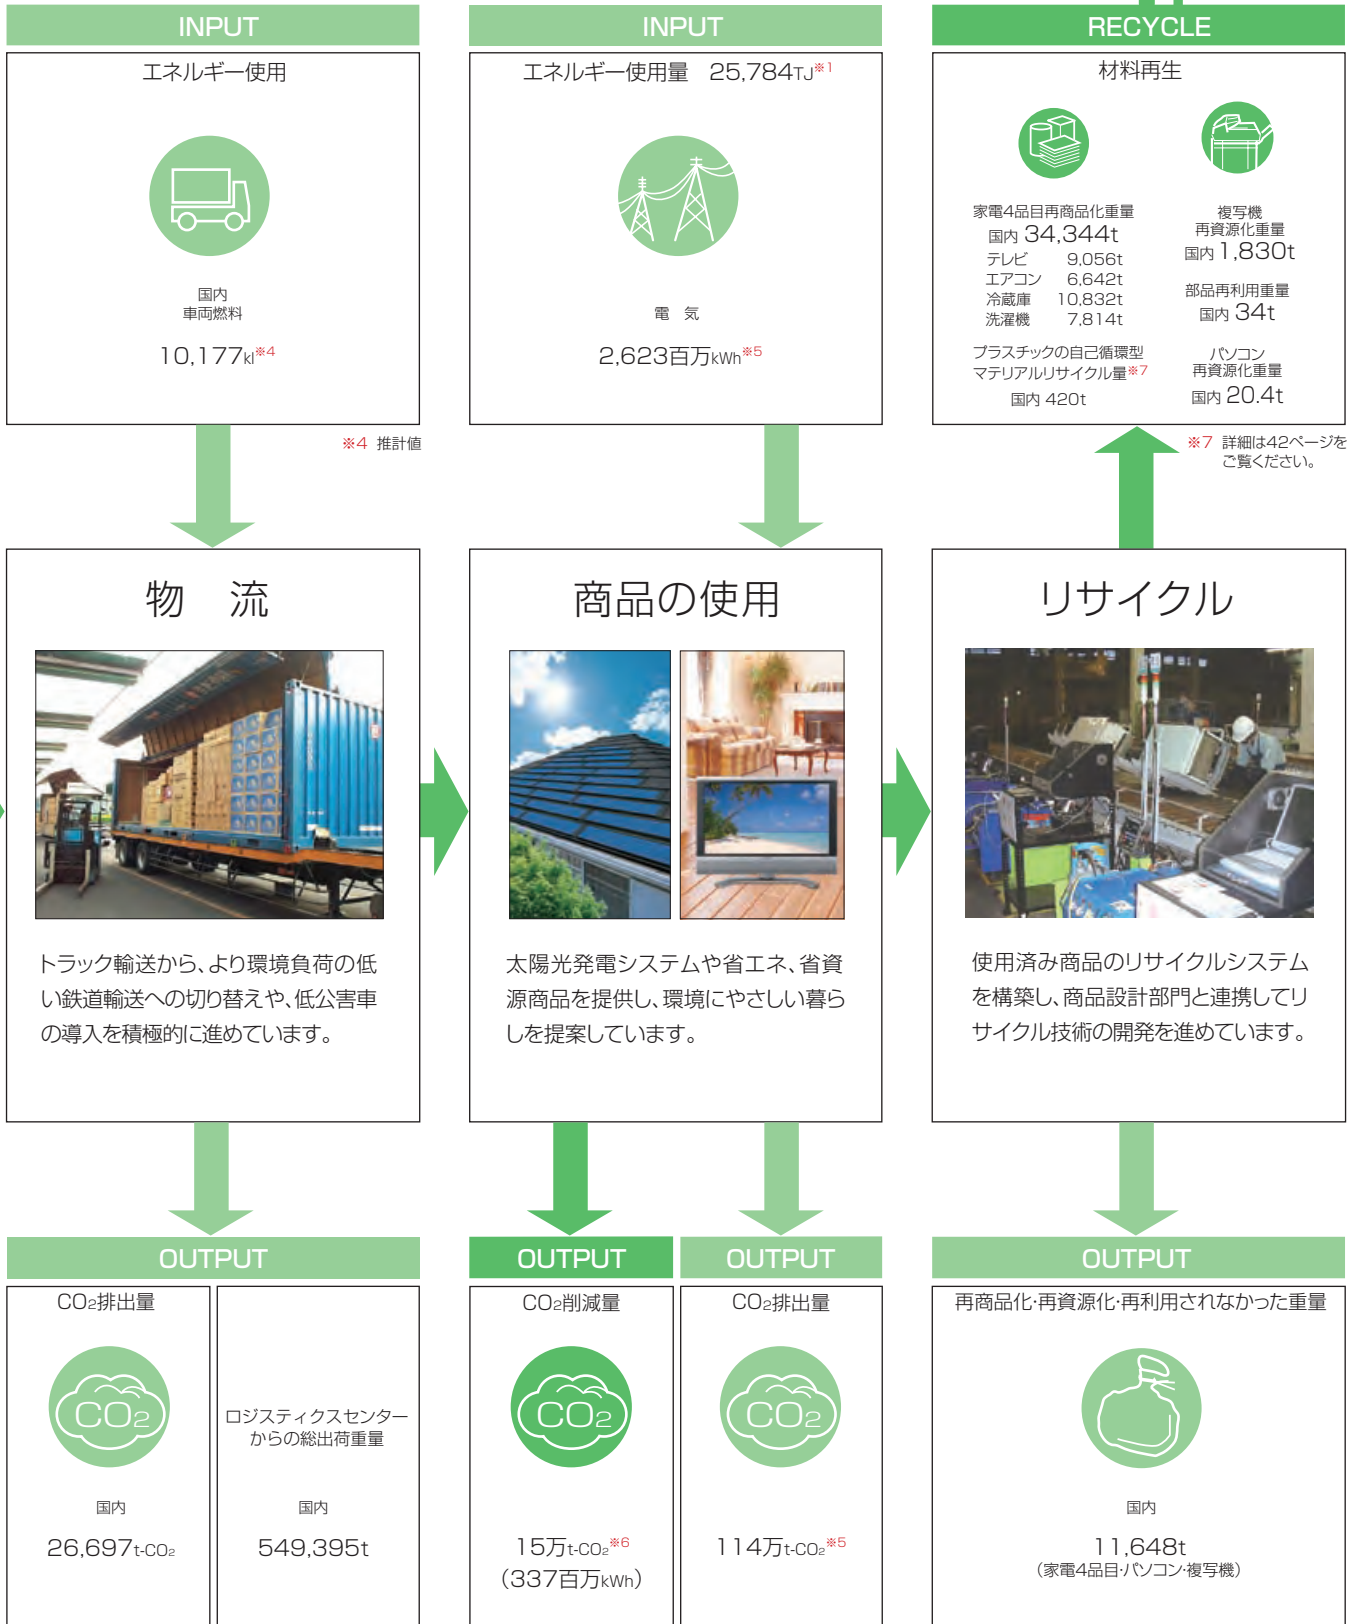 INPUT
エネルギー使用
国内
車両燃料
10,177kl※4
※4 推計値
物 流
トラック輸送から、より環境負荷の低
い鉄道輸送への切り替えや、低公害車
の導入を積極的に進めています。
OUTPUT
CO2排出量
CO2
国内
26,697t-CO2
ロジスティクスセンター
からの総出荷重量
国内
549,395t
INPUT
エネルギー使用量 25,784TJ※1
電 気
2,623百万kWh※5
商品の使用
太陽光発電システムや省エネ、省資
源商品を提供し、環境にやさしい暮ら
しを提案しています。
OUTPUT
CO2削減量
CO2
15万t-CO2※6
(337百万kWh)
OUTPUT
CO2排出量
CO2
114万t-CO2※5
RECYCLE
材料再生
家電4品目再商品化重量
国内 34,344t
テレビ 9,056t
エアコン 6,642t
冷蔵庫 10,832t
洗濯機 7,814t
プラスチックの自己循環型
マテリアルリサイクル量※7
国内 420t
複写機
再資源化重量
国内 1,830t
部品再利用重量
国内 34t
パソコン
再資源化重量
国内 20.4t
※7 詳細は42ページを
ご覧ください。
リサイクル
使用済み商品のリサイクルシステム
を構築し、商品設計部門と連携してリ
サイクル技術の開発を進めています。
OUTPUT
再商品化・再資源化・再利用されなかった重量
国内
11,648t
(家電4品目・パソコン・複写機)